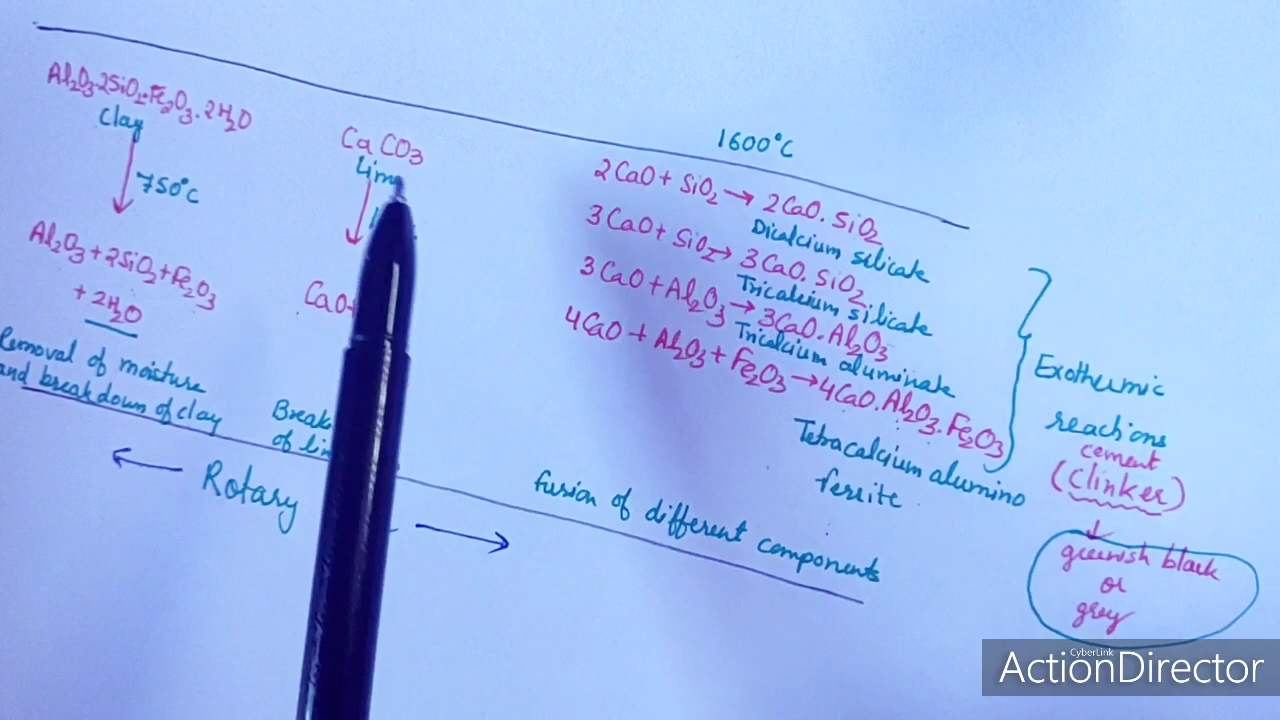 Al₂O₃.2SiO₂.Fe₂O₃.2H₂O
Clay
750°C
Al₂O₃+2SiO₂+Fe₂O₃
+ 2H₂O
Removal of moisture
and breakdown of clay
CaCO₃
CaO+
of
Rotary
1600°C
2CaO + SiO₂ → 2CaO.SiO₂
Dicalcium silicate
3CaO + SiO₂ → 3CaO.SiO₂
Tricalcium silicate
3CaO + Al₂O₃ → 3CaO.Al₂O₃
Tricalcium aluminate
4CaO + Al₂O₃ + Fe₂O₃ → 4CaO.Al₂O₃.Fe₂O₃
Tetracalcium alumino
ferrite
fusion of different components
Exothermic
reactions
cement
(Clinker)
greenish black
or
grey
CyberLink
ActionDirector